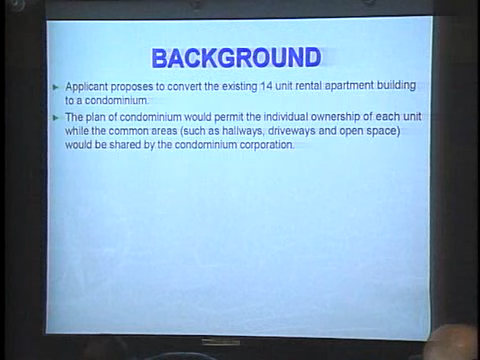 BACKGROUND
Applicant proposes to convert the existing 14 unit rental apartment building
to a condominium.
The plan of condominium would permit the individual ownership of each unit
while the common areas (such as hallways, driveways and open space)
would be shared by the condominium corporation.